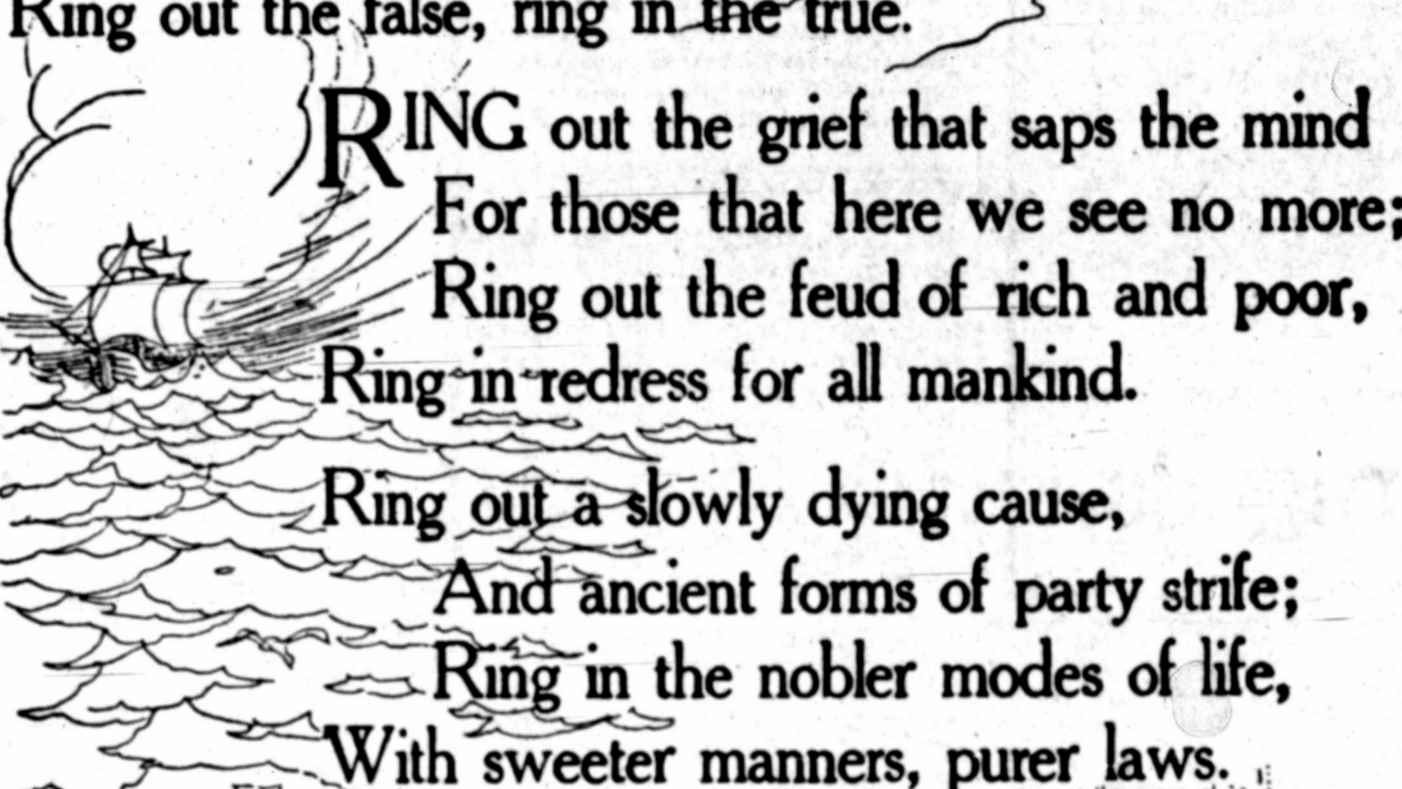 Ring out the false, ring in the true.
RING out the grief that saps the mind
For those that here we see no more;
Ring out the feud of rich and poor,
Ring in redress for all mankind.
Ring out a slowly dying cause,
And ancient forms of party strife;
Ring in the nobler modes of life,
With sweeter manners, purer laws.